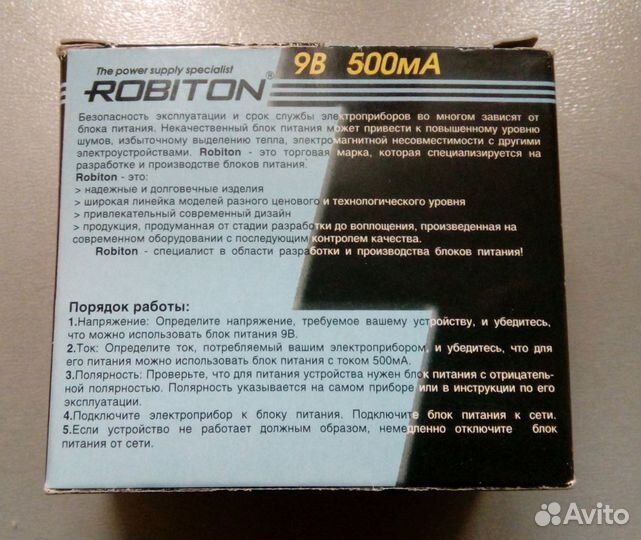 The power supply specialist
ROBITON®
9В 500мА
Безопасность эксплуатации и срок службы электроприборов во многом зависят от
блока питания. Некачественный блок питания может привести к повышенному уровню
шумов, избыточному выделению тепла, электромагнитной несовместимости с другими
электроустройствами. Robiton - это торговая марка, которая специализируется на
разработке и производстве блоков питания.
Robiton - это:
> надежные и долговечные изделия
> широкая линейка моделей разного ценового и технологического уровня
> привлекательный современный дизайн
> продукция, продуманная от стадии разработки до воплощения, произведенная на
современном оборудовании с последующим контролем качества.
Robiton - специалист в области разработки и производства блоков питания!
Порядок работы:
1.Напряжение: Определите напряжение, требуемое вашему устройству, и убедитесь,
что можно использовать блок питания 9В.
2.Ток: Определите ток, потребляемый вашим электроприбором, и убедитесь, что для
его питания можно использовать блок питания с током 500мА.
3.Полярность: Проверьте, что для питания устройства нужен блок питания с отрицатель-
ной полярностью. Полярность указывается на самом приборе или в инструкции по его
эксплуатации.
4.Подключите электроприбор к блоку питания. Подключите блок питания к сети.
5.Если устройство не работает должным образом, немедленно отключите блок
питания от сети.
Avito